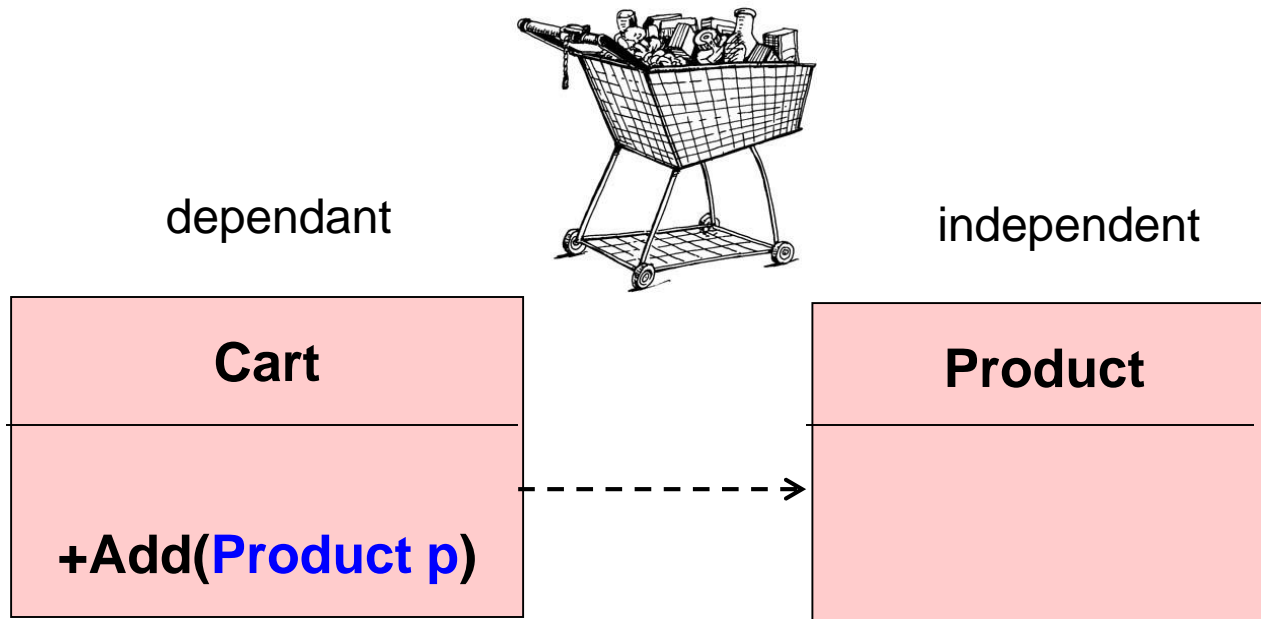 dependant
independent
Cart
Product
+Add(Product p)